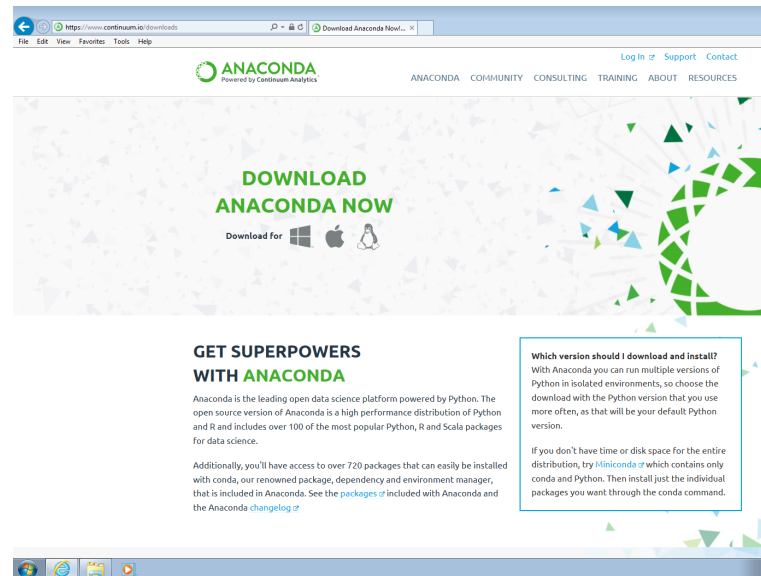 https://www.continuum.io/downloads
Download Anaconda Now!...
File Edit View Favorites Tools Help
Log In Support Contact
ANACONDA
Powered by Continuum Analytics
ANACONDA COMMUNITY CONSULTING TRAINING ABOUT RESOURCES
DOWNLOAD
ANACONDA NOW
Download for
GET SUPERPOWERS
WITH ANACONDA
Anaconda is the leading open data science platform powered by Python. The
open source version of Anaconda is a high performance distribution of Python
and R and includes over 100 of the most popular Python, R and Scala packages
for data science.
Additionally, you'll have access to over 720 packages that can easily be installed
with conda, our renowned package, dependency and environment manager,
that is included in Anaconda. See the packages included with Anaconda and
the Anaconda changelog
Which version should I download and install?
With Anaconda you can run multiple versions of
Python in isolated environments, so choose the
download with the Python version that you use
more often, as that will be your default Python
version.
If you don't have time or disk space for the entire
distribution, try Miniconda which contains only
conda and Python. Then install just the individual
packages you want through the conda command.